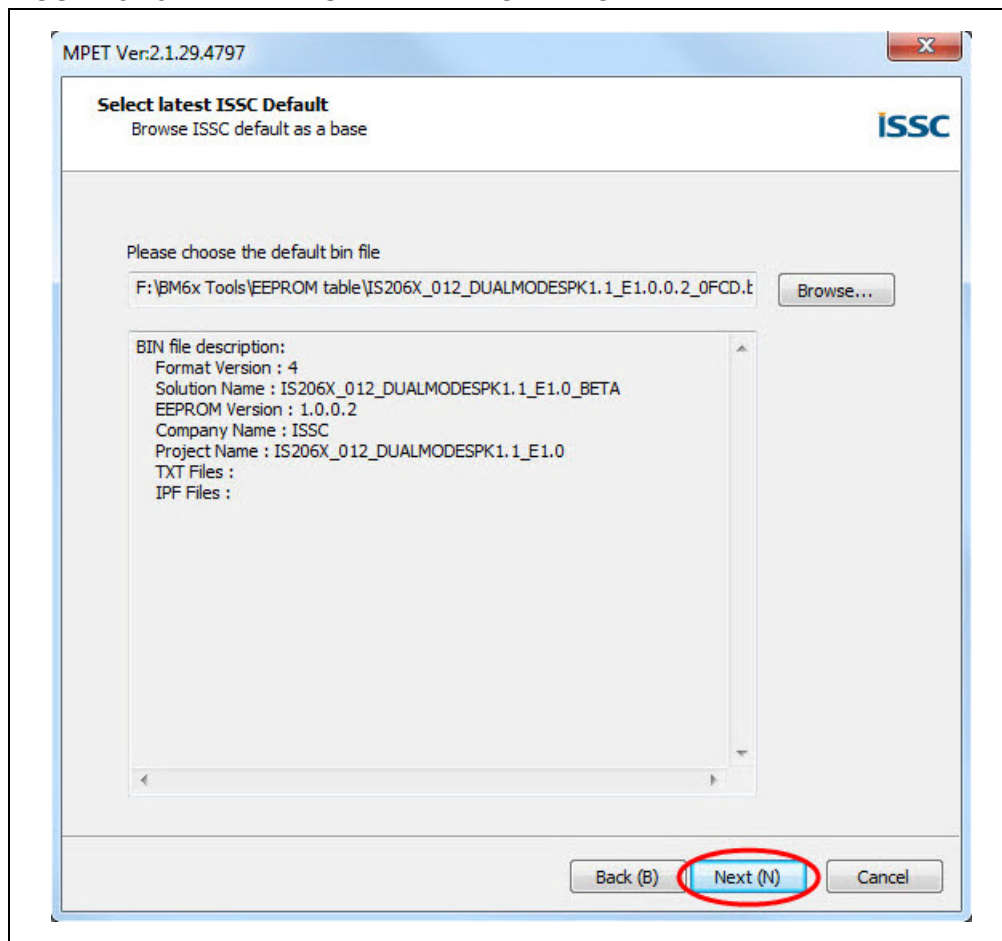 MPET Ver:2.1.29.4797
x
Select latest ISSC Default
Browse ISSC default as a base
ISSC
Please choose the default bin file
F:\BM6x Tools\EEPROM table\IS206X_012_DUALMODESPK1.1_E1.0.0.2_0FCD.b
Browse...
BIN file description:
Format Version : 4
Solution Name : IS206X_012_DUALMODESPK1.1_E1.0_BETA
EEPROM Version : 1.0.0.2
Company Name : ISSC
Project Name : IS206X_012_DUALMODESPK1.1_E1.0
TXT Files :
IPF Files :
Back (B)
Next (N)
Cancel